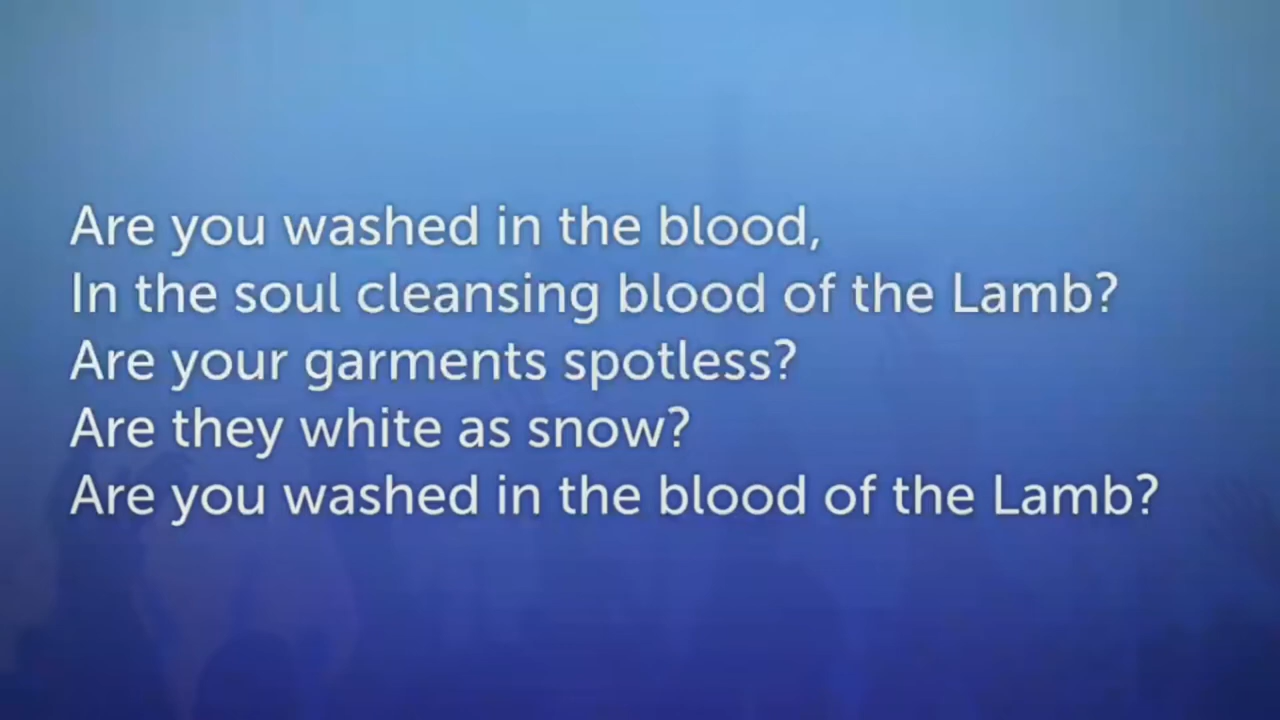 Are you washed in the blood,
In the soul cleansing blood of the Lamb?
Are your garments spotless?
Are they white as snow?
Are you washed in the blood of the Lamb?